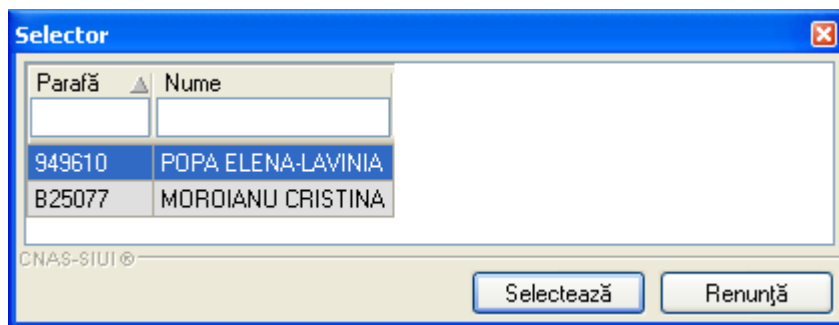 Selector
Parafă Nume
949610 POPA ELENA-LAVINIA
B25077 MOROIANU CRISTINA
CNAS-SIUI®
Selectează Renunţă